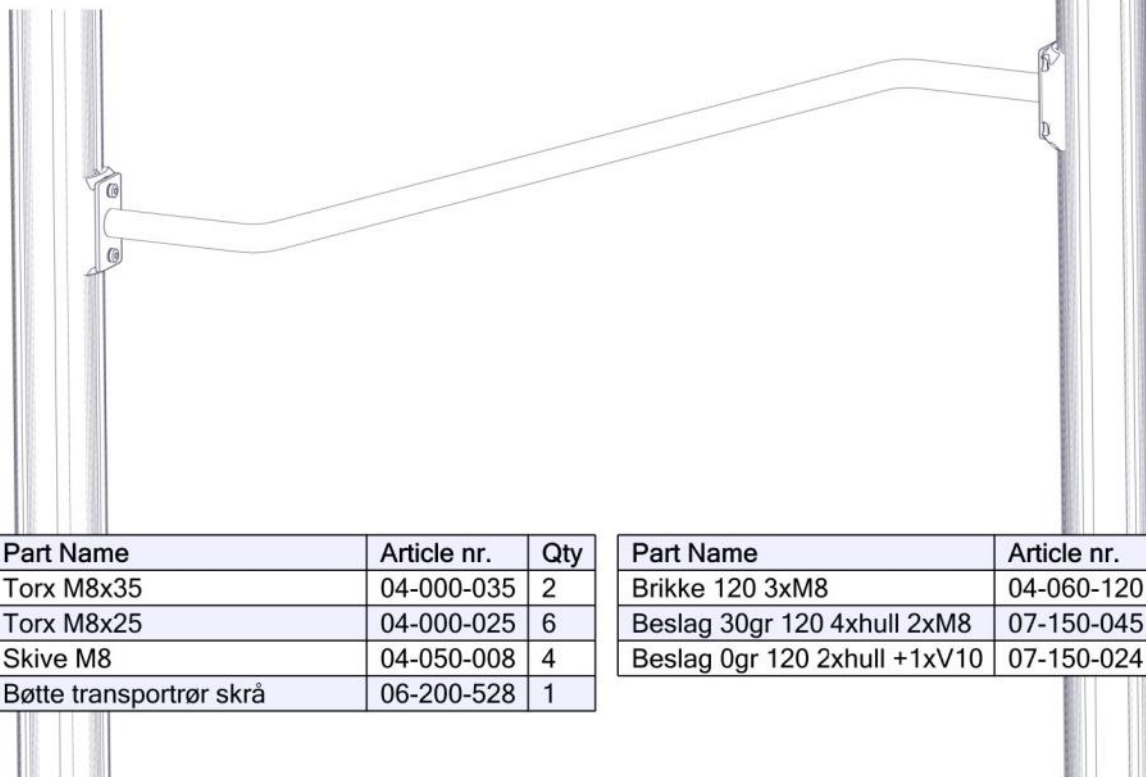 Part Name Article nr. Qty
Torx M8x35 04-000-035 2
Torx M8x25 04-000-025 6
Skive M8 04-050-008 4
Bøtte transportrør skrå 06-200-528 1
Part Name Article nr.
Brikke 120 3xM8 04-060-120
Beslag 30gr 120 4xhull 2xM8 07-150-045
Beslag 0gr 120 2xhull +1xV10 07-150-024